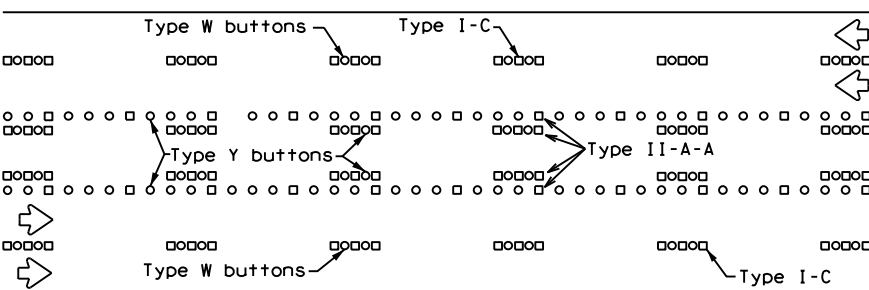 Type W buttons
Type I-C
Type Y buttons
Type II-A-A
Type W buttons
Type I-C